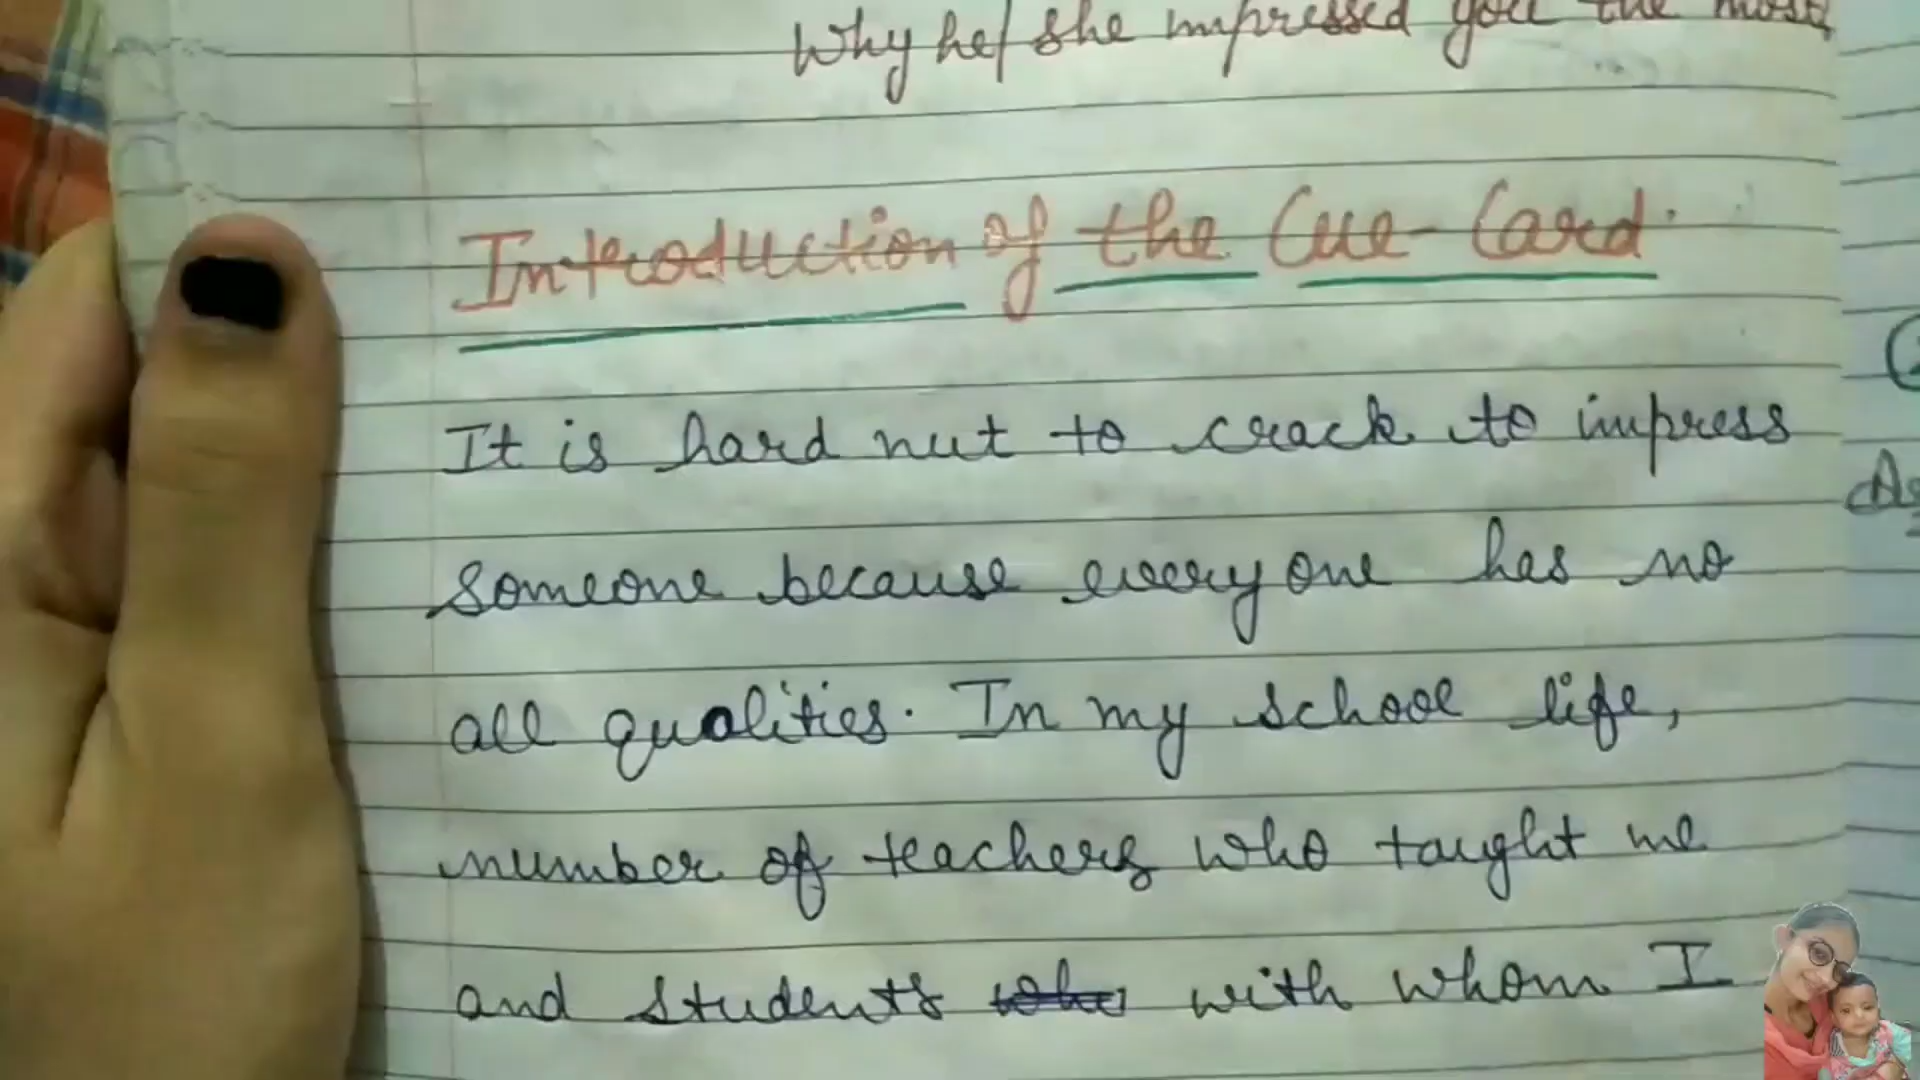 Why he/ she impressed you the most
Introduction of the Cue-Card.
It is hard nut to crack to impress
someone because everyone has no
all qualities. In my school life,
number of teachers who taught me
and students with whom I